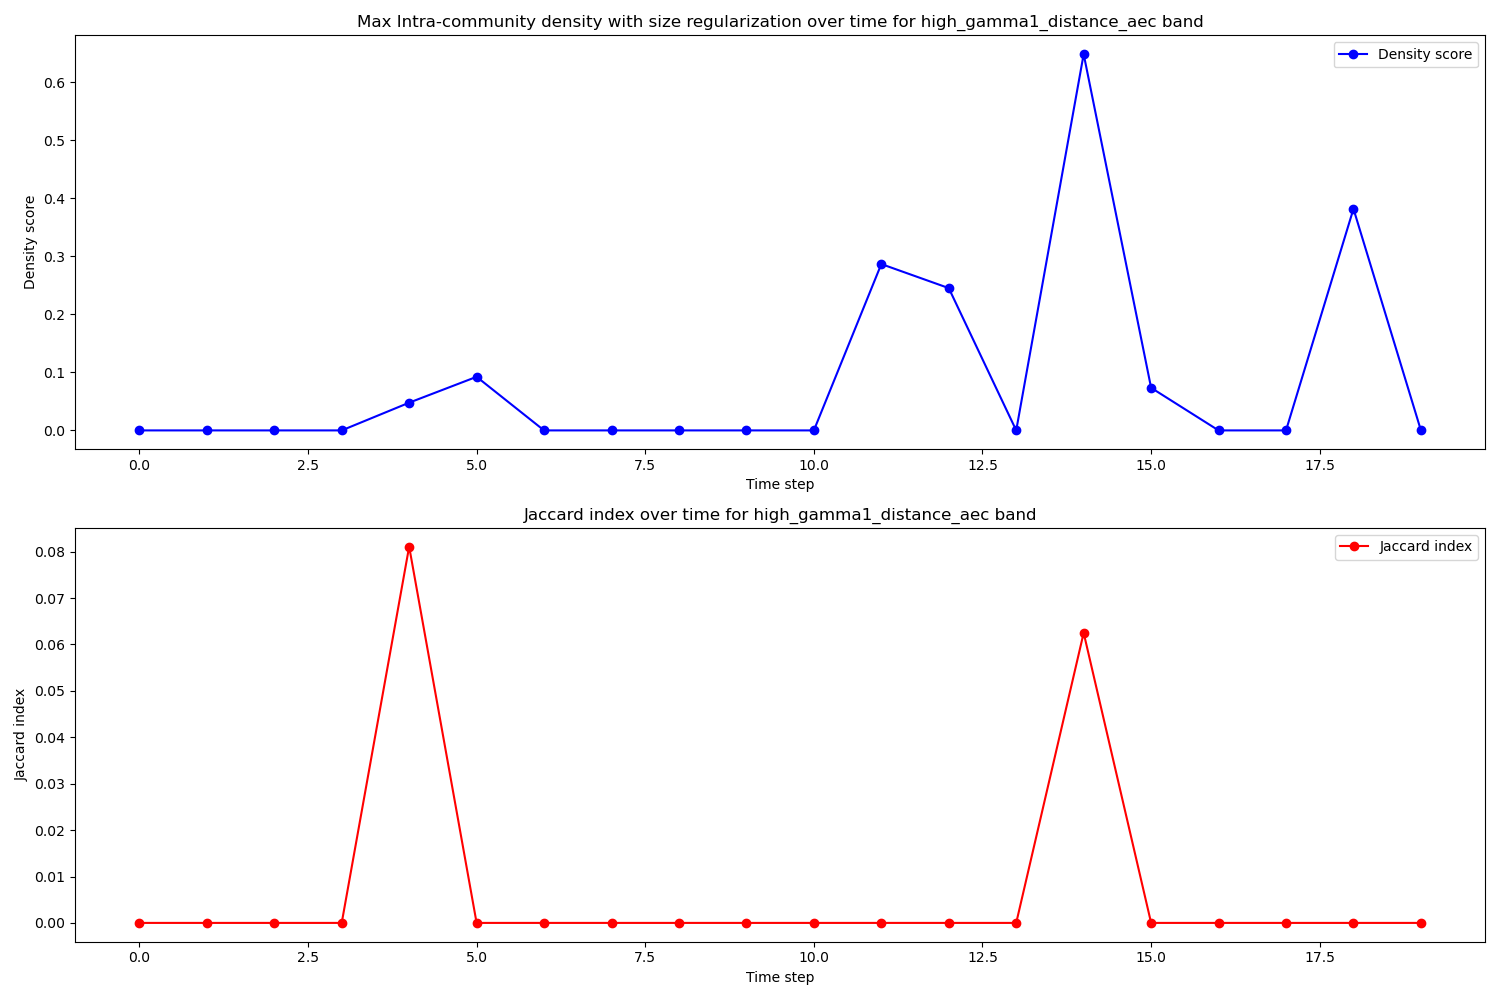 Max Intra-community density with size regularization over time for high_gamma1_distance_aec band
Density score
0.6
0.5
0.4
0.3
0.2
0.1
0.0
Density score
0.0 2.5 5.0 7.5 10.0 12.5 15.0 17.5
Time step
Jaccard index over time for high_gamma1_distance_aec band
Jaccard index
0.08
0.07
0.06
0.05
0.04
0.03
0.02
0.01
0.00
Jaccard index
0.0 2.5 5.0 7.5 10.0 12.5 15.0 17.5
Time step